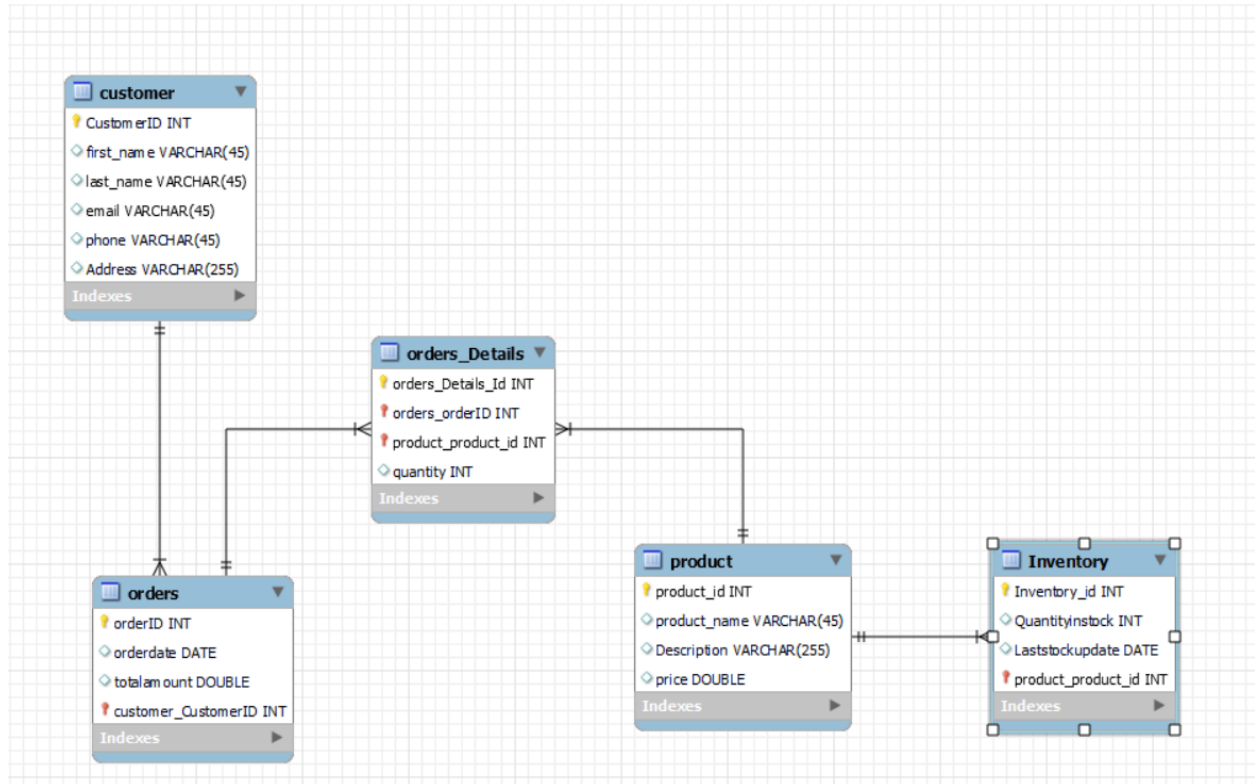 customer
CustomerID INT
first_name VARCHAR(45)
last_name VARCHAR(45)
email VARCHAR(45)
phone VARCHAR(45)
Address VARCHAR(255)
Indexes
orders_Details
orders_Details_Id INT
orders_orderID INT
product_product_id INT
quantity INT
Indexes
orders
orderID INT
orderdate DATE
totalamount DOUBLE
customer_CustomerID INT
Indexes
product
product_id INT
product_name VARCHAR(45)
Description VARCHAR(255)
price DOUBLE
Indexes
Inventory
Inventory_id INT
Quantityinstock INT
Laststockupdate DATE
product_product_id INT
Indexes